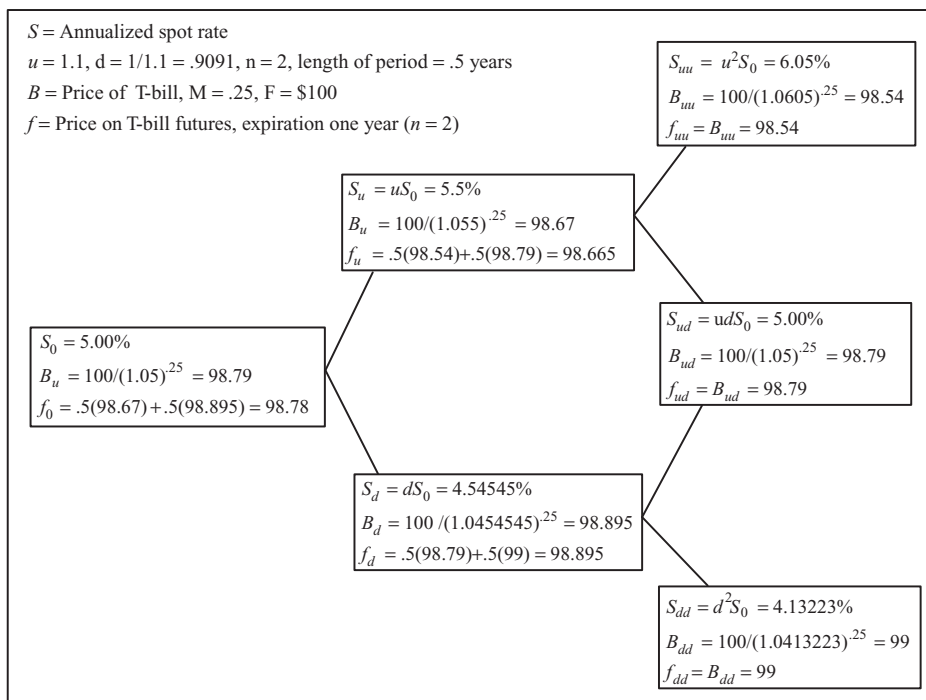 S = Annualized spot rate
u = 1.1, d = 1/1.1 = .9091, n = 2, length of period = .5 years
B = Price of T-bill, M = .25, F = $100
f = Price on T-bill futures, expiration one year (n = 2)
S_uu = u^2S_0 = 6.05%
B_uu = 100/(1.0605)^.25 = 98.54
f_uu = B_uu = 98.54
S_u = uS_0 = 5.5%
B_u = 100/(1.055)^.25 = 98.67
f_u = .5(98.54)+.5(98.79) = 98.665
S_0 = 5.00%
B_u = 100/(1.05)^.25 = 98.79
f_0 = .5(98.67)+.5(98.895) = 98.78
S_ud = udS_0 = 5.00%
B_ud = 100/(1.05)^.25 = 98.79
f_ud = B_ud = 98.79
S_d = dS_0 = 4.54545%
B_d = 100 /(1.0454545)^.25 = 98.895
f_d = .5(98.79)+.5(99) = 98.895
S_dd = d^2S_0 = 4.13223%
B_dd = 100/(1.0413223)^.25 = 99
f_dd = B_dd = 99